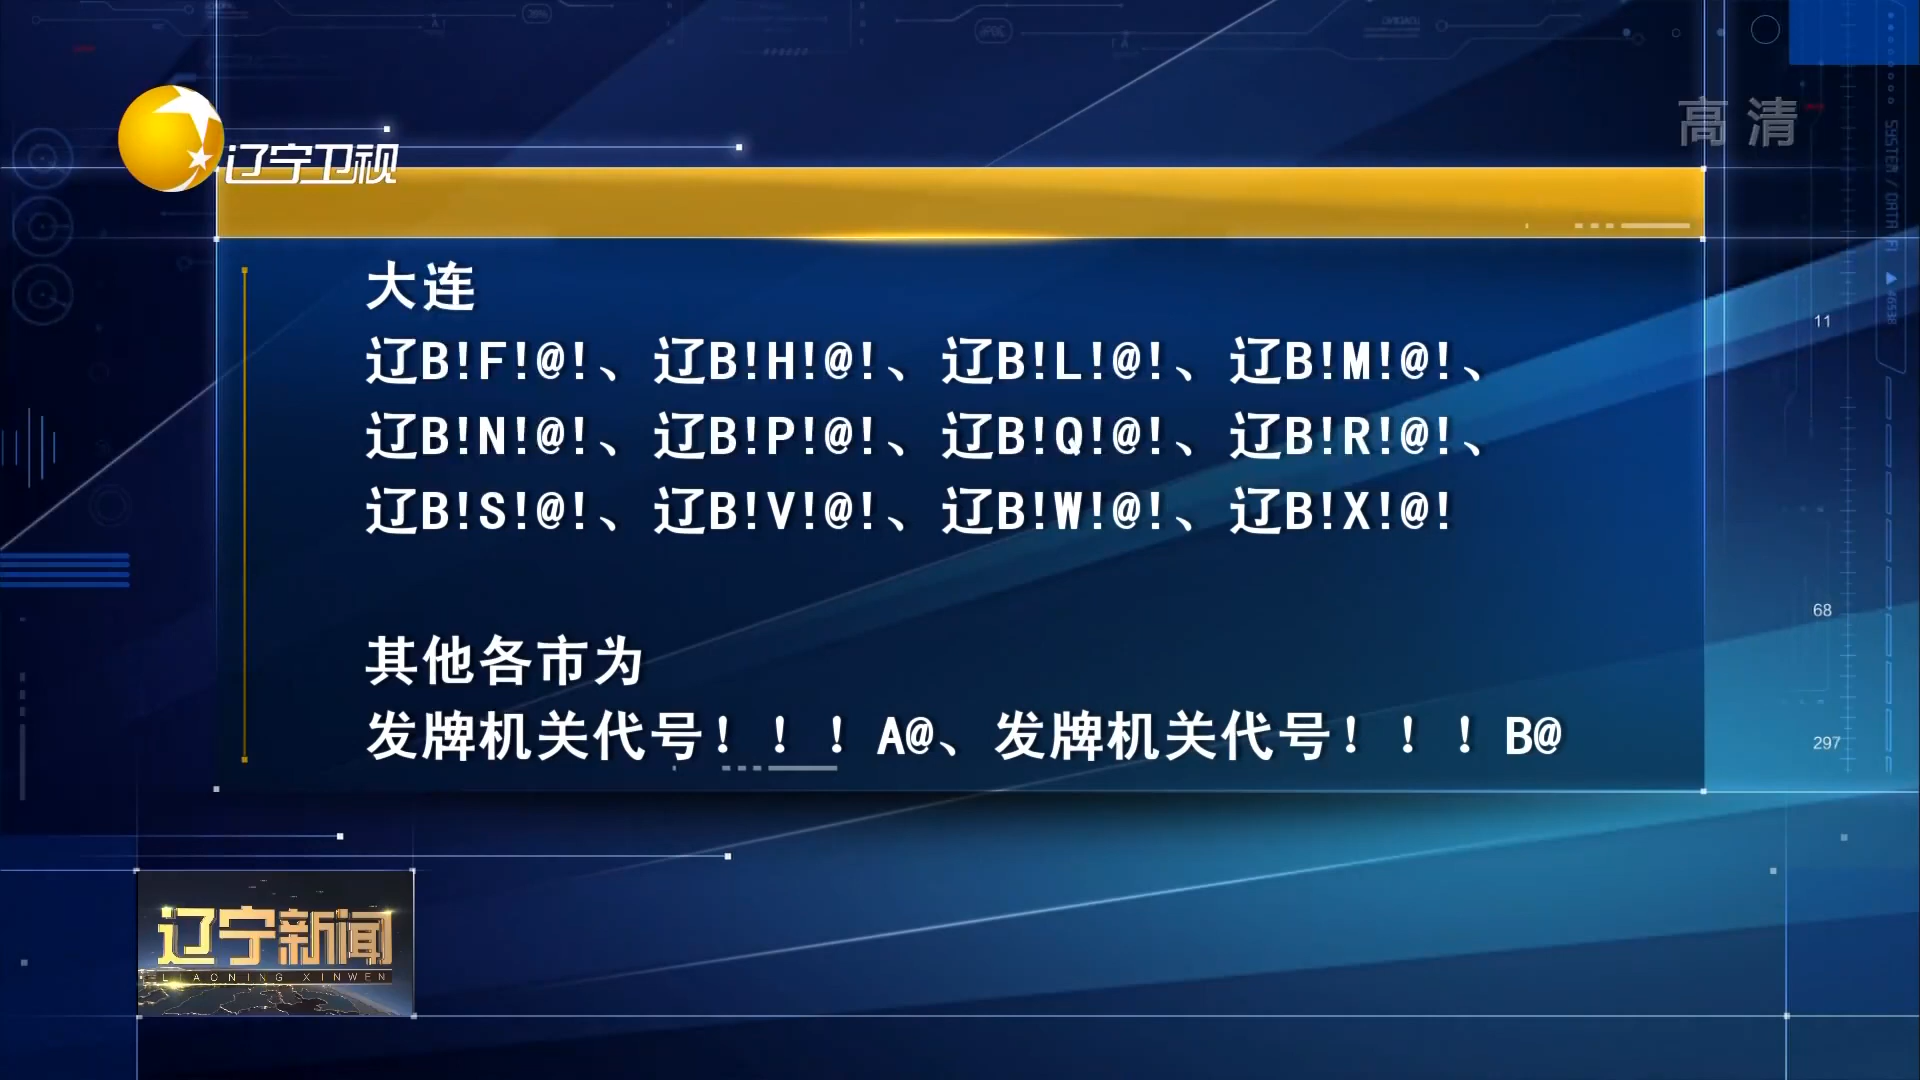 辽宁卫视
高清
大连
辽B!F!@!、辽B!H!@!、辽B!L!@!、辽B!M!@!、
辽B!N!@!、辽B!P!@!、辽B!Q!@!、辽B!R!@!、
辽B!S!@!、辽B!V!@!、辽B!W!@!、辽B!X!@!
其他各市为
发牌机关代号！！！A@、发牌机关代号！！！B@
11
68
297
辽宁新闻
LIAONING XINWEN